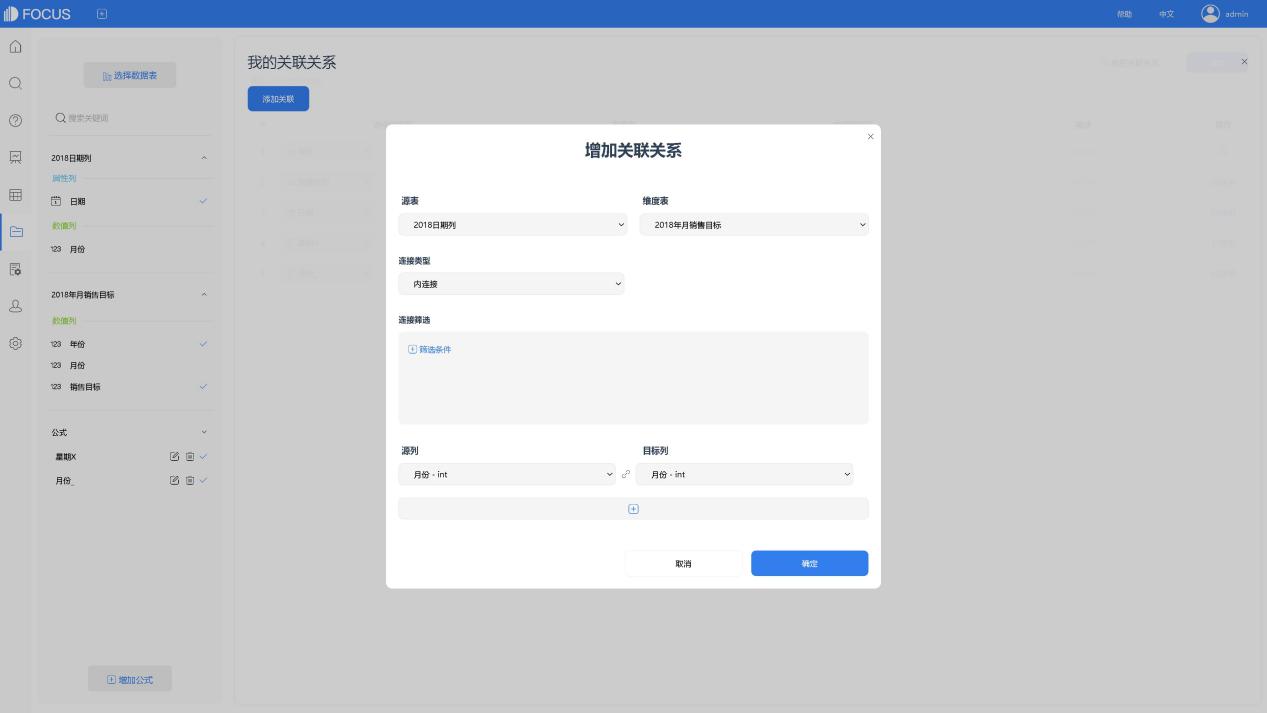 FOCUS
帮助
中文
admin
选择数据表
搜索关键词
2018日期列
属性列
日期
数值列
123 月份
2018年月销售目标
数值列
123 年份
123 月份
123 销售目标
公式
星期X
月份_
增加公式
我的关联关系
添加关联
增加关联关系
源表
维度表
2018日期列
2018年月销售目标
连接类型
内连接
连接筛选
筛选条件
源列
目标列
月份 - int
月份 - int
取消
确定